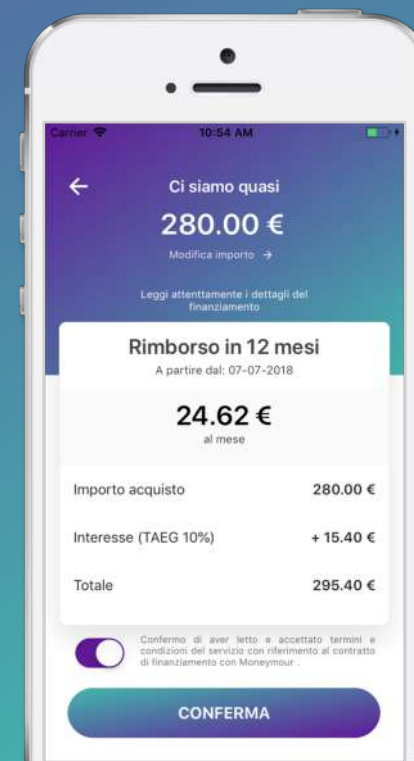 Carrier 10:54 AM
Ci siamo quasi
280.00 €
Modifica importo →
Leggi attenttamente i dettagli del
finanziamento
Rimborso in 12 mesi
A partire dal: 07-07-2018
24.62 €
al mese
Importo acquisto 280.00 €
Interesse (TAEG 10%) + 15.40 €
Totale 295.40 €
Confermo di aver letto e accettato termini e
condizioni del servizio con riferimento al contratto
di finanziamento con Moneymour .
CONFERMA